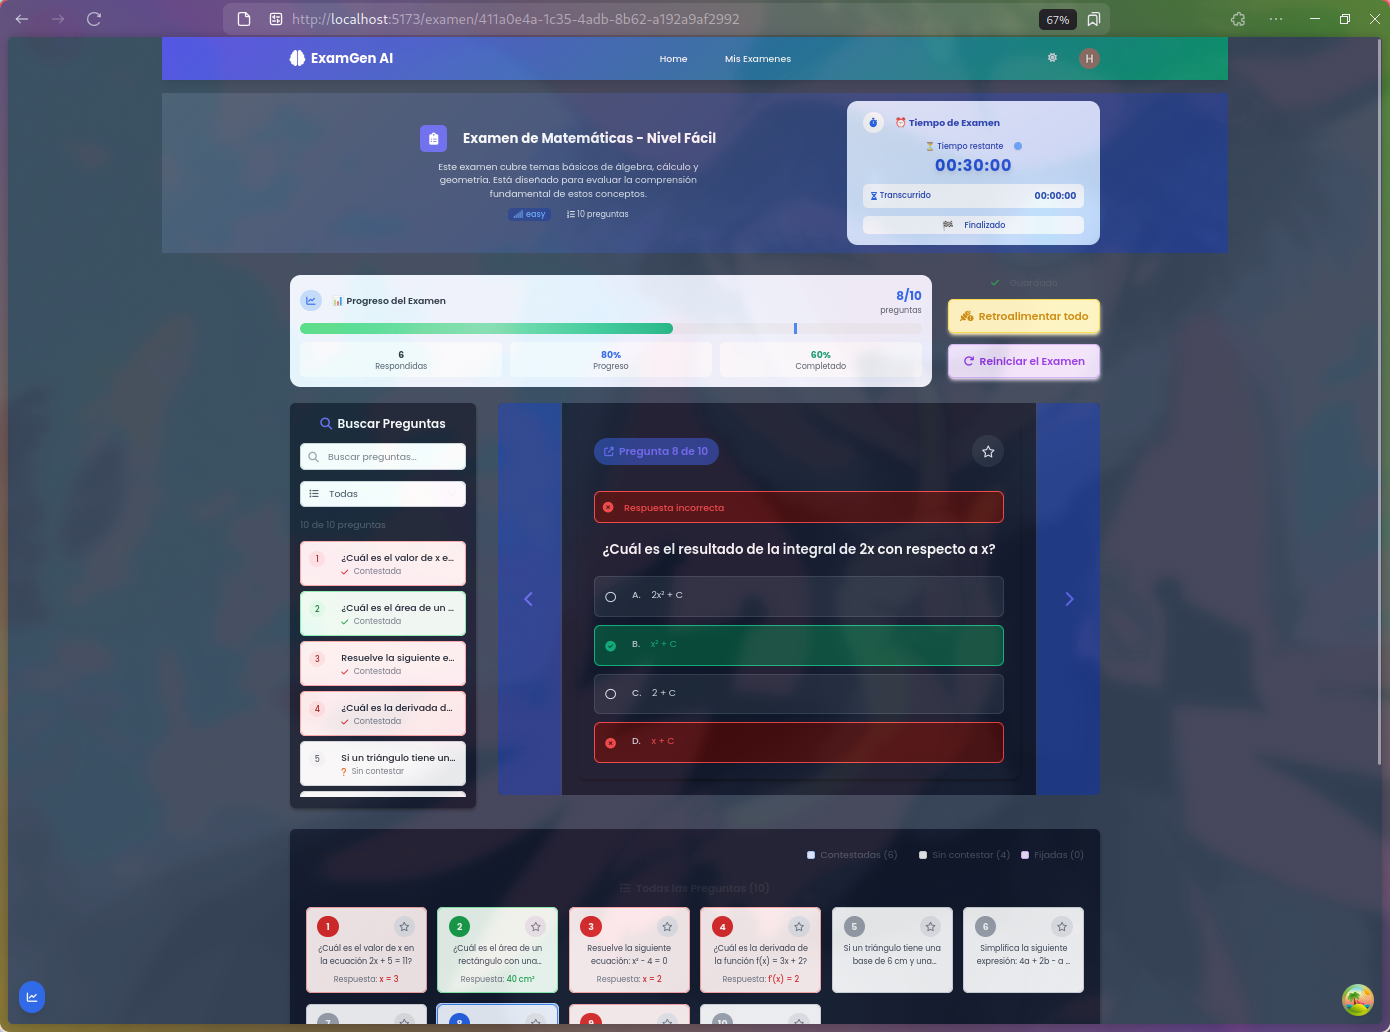 http://localhost:5173/examen/411a0e4a-1c35-4adb-8b62-a192a9af2992
67%
ExamGen AI
Home
Mis Examenes
H
Examen de Matemáticas - Nivel Fácil
Este examen cubre temas básicos de álgebra, cálculo y
geometría. Está diseñado para evaluar la comprensión
fundamental de estos conceptos.
easy
10 preguntas
Tiempo de Examen
Tiempo restante
00:30:00
Transcurrido
00:00:00
Finalizado
Progreso del Examen
8/10
preguntas
6
Respondidas
80%
Progreso
60%
Completado
Guardado
Retroalimentar todo
Reiniciar el Examen
Buscar Preguntas
Buscar preguntas...
Todas
10 de 10 preguntas
1
¿Cuál es el valor de x e...
Contestada
2
¿Cuál es el área de un ...
Contestada
3
Resuelve la siguiente e...
Contestada
4
¿Cuál es la derivada d...
Contestada
5
Si un triángulo tiene un...
Sin contestar
Pregunta 8 de 10
Respuesta incorrecta
¿Cuál es el resultado de la integral de 2x con respecto a x?
A. 2x² + C
B. x² + C
C. 2 + C
D. x + C
Contestadas (6)
Sin contestar (4)
Fijadas (0)
Todas las Preguntas (10)
1
¿Cuál es el valor de x en
la ecuación 2x + 5 = 11?
Respuesta: x = 3
2
¿Cuál es el área de un
rectángulo con una...
Respuesta: 40 cm²
3
Resuelve la siguiente
ecuación: x² - 4 = 0
Respuesta: x = 2
4
¿Cuál es la derivada de
la función f(x) = 3x + 2?
Respuesta: f'(x) = 2
5
Si un triángulo tiene una
base de 6 cm y una...
6
Simplifica la siguiente
expresión: 4a + 2b - a ...
7
8
9
10